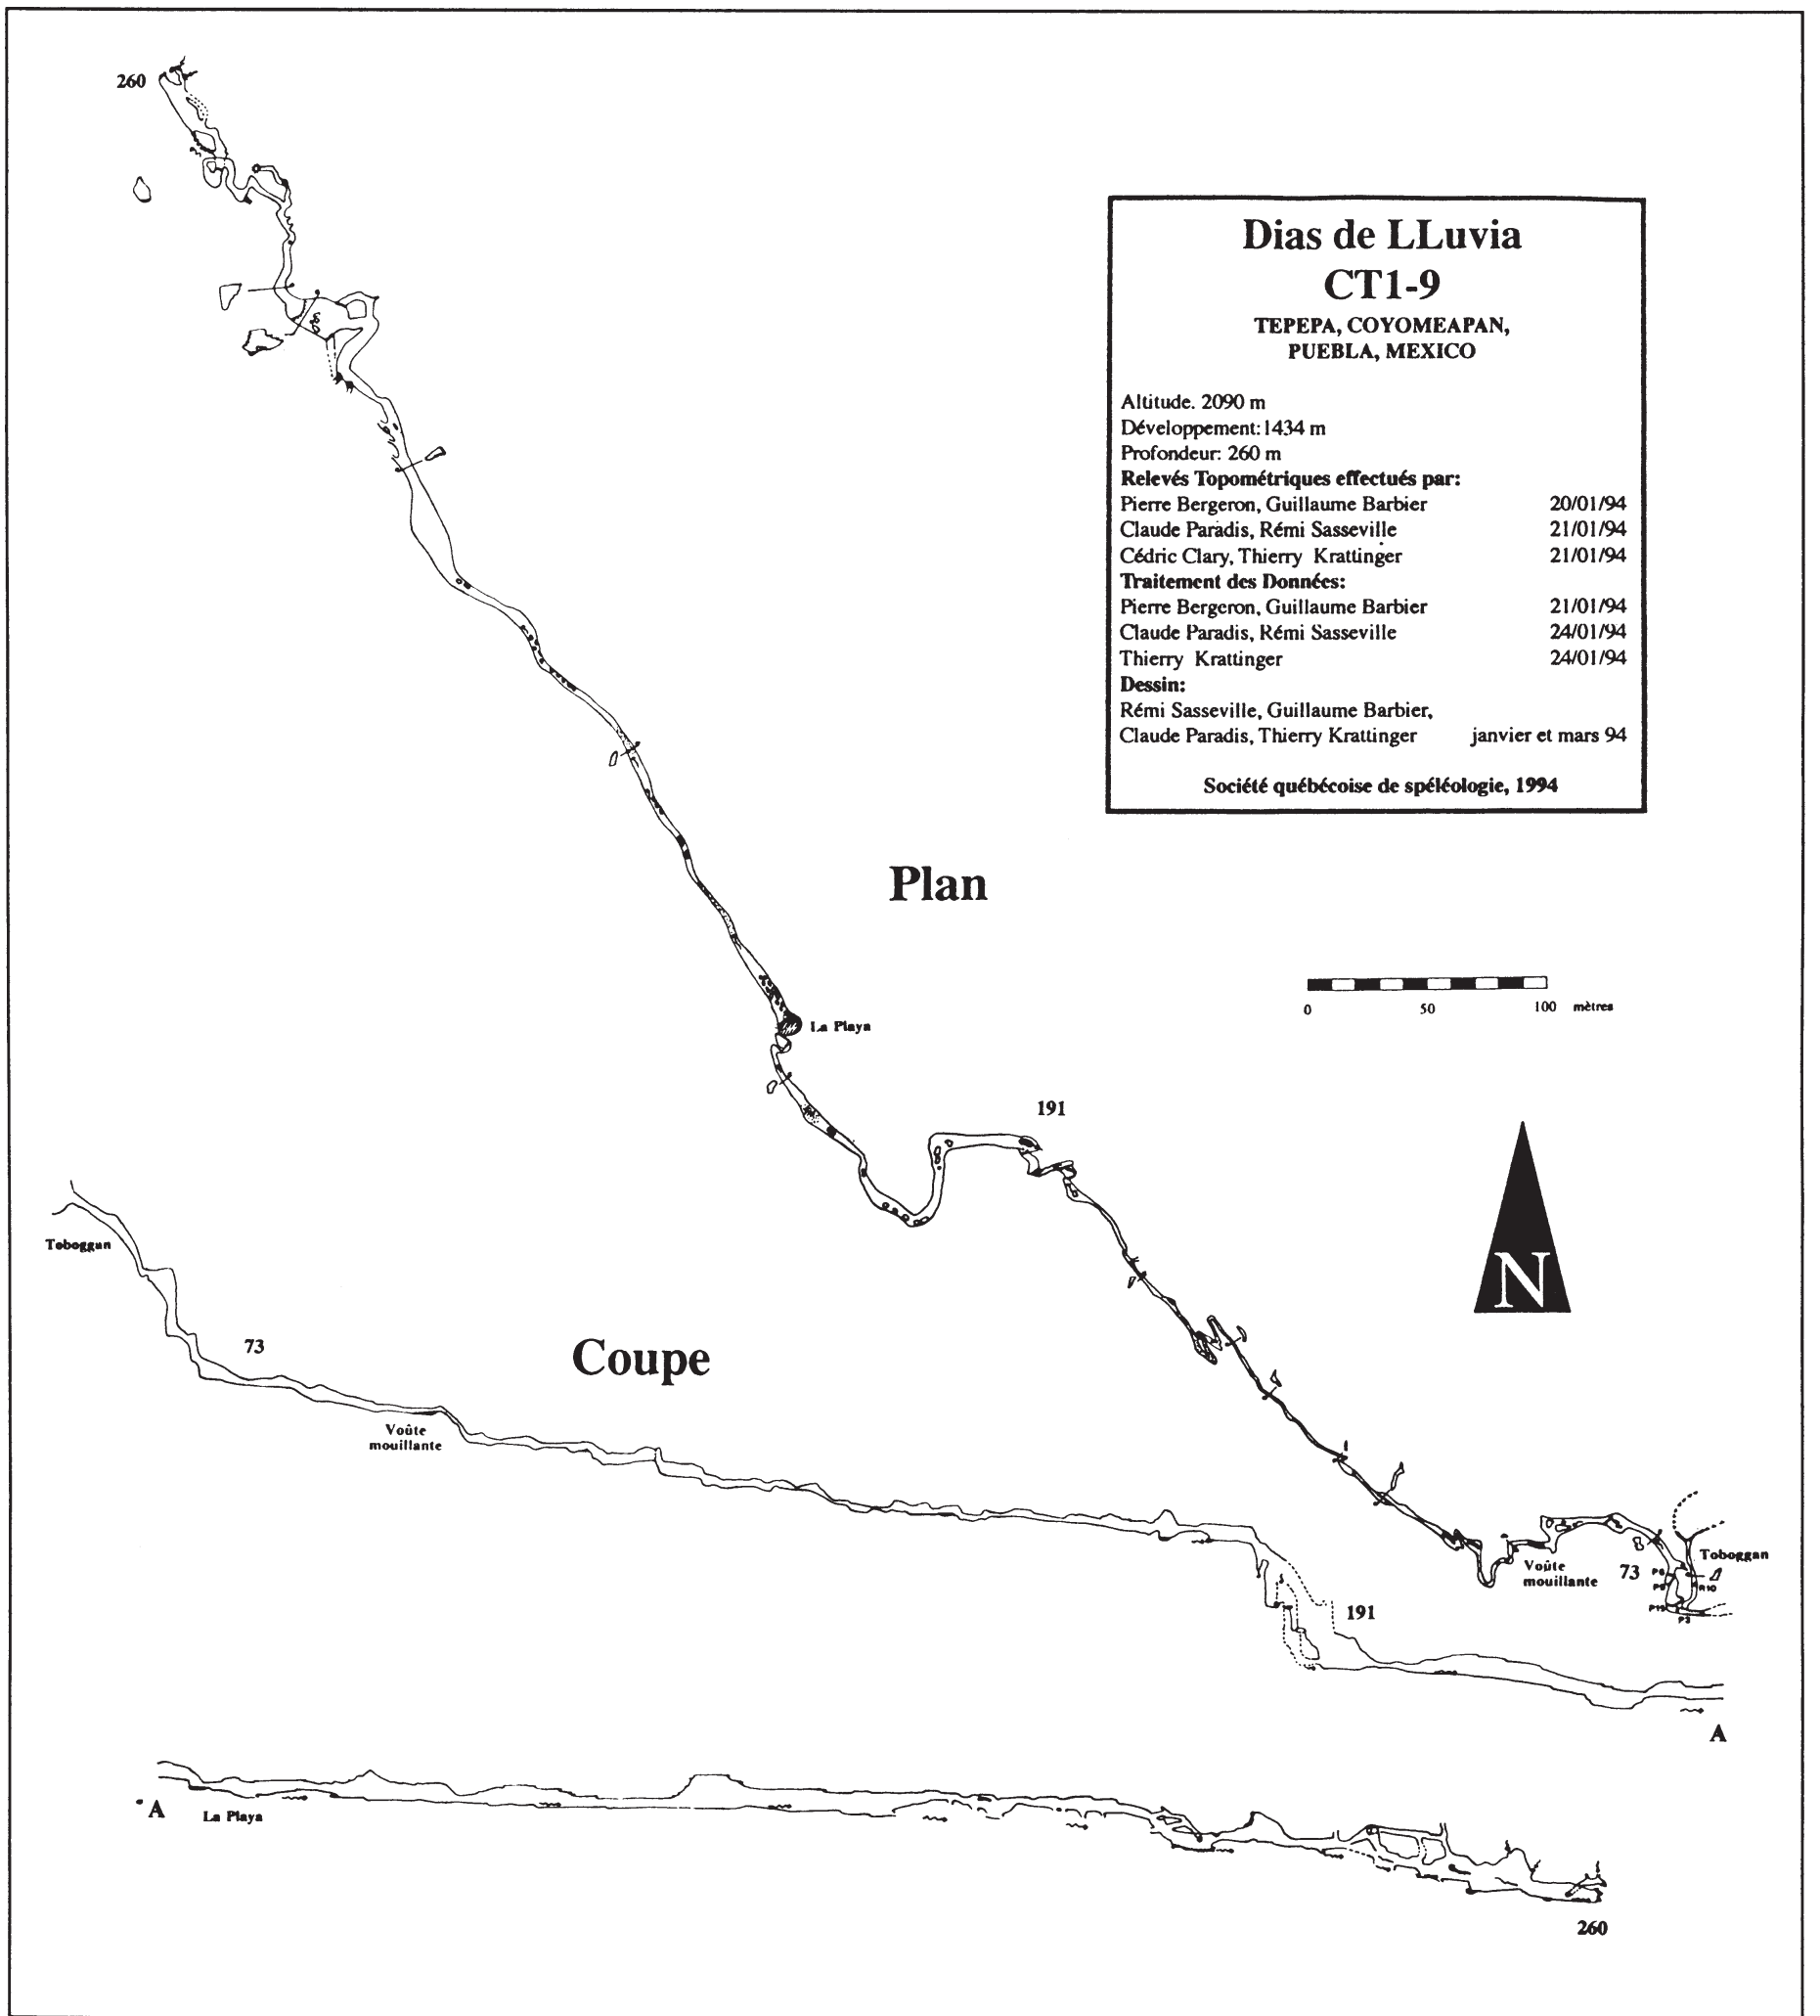 260
Dias de LLuvia
CT1-9
TEPEPA, COYOMEAPAN,
PUEBLA, MEXICO
Altitude. 2090 m
Développement: 1434 m
Profondeur: 260 m
Relevés Topométriques effectués par:
Pierre Bergeron, Guillaume Barbier 20/01/94
Claude Paradis, Rémi Sasseville 21/01/94
Cédric Clary, Thierry Krattinger 21/01/94
Traitement des Données:
Pierre Bergeron, Guillaume Barbier 21/01/94
Claude Paradis, Rémi Sasseville 24/01/94
Thierry Krattinger 24/01/94
Dessin:
Rémi Sasseville, Guillaume Barbier,
Claude Paradis, Thierry Krattinger janvier et mars 94
Société québécoise de spéléologie, 1994
Plan
0 50 100 mètres
La Playa
191
N
Toboggan
73
Coupe
Voûte
mouillante
Voûte
mouillante
73
Toboggan
P6
R10
P15
P3
191
A
A
La Playa
260